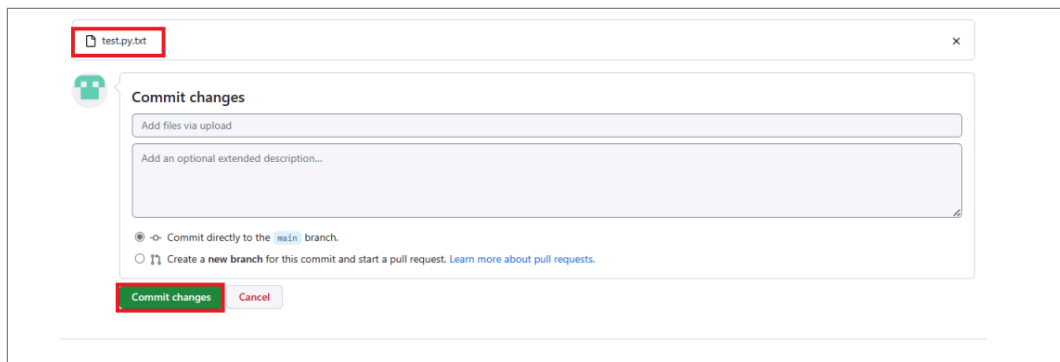 test.py.txt
Commit changes
Add files via upload
Add an optional extended description...
Commit directly to the main branch.
Create a new branch for this commit and start a pull request. Learn more about pull requests.
Commit changes Cancel